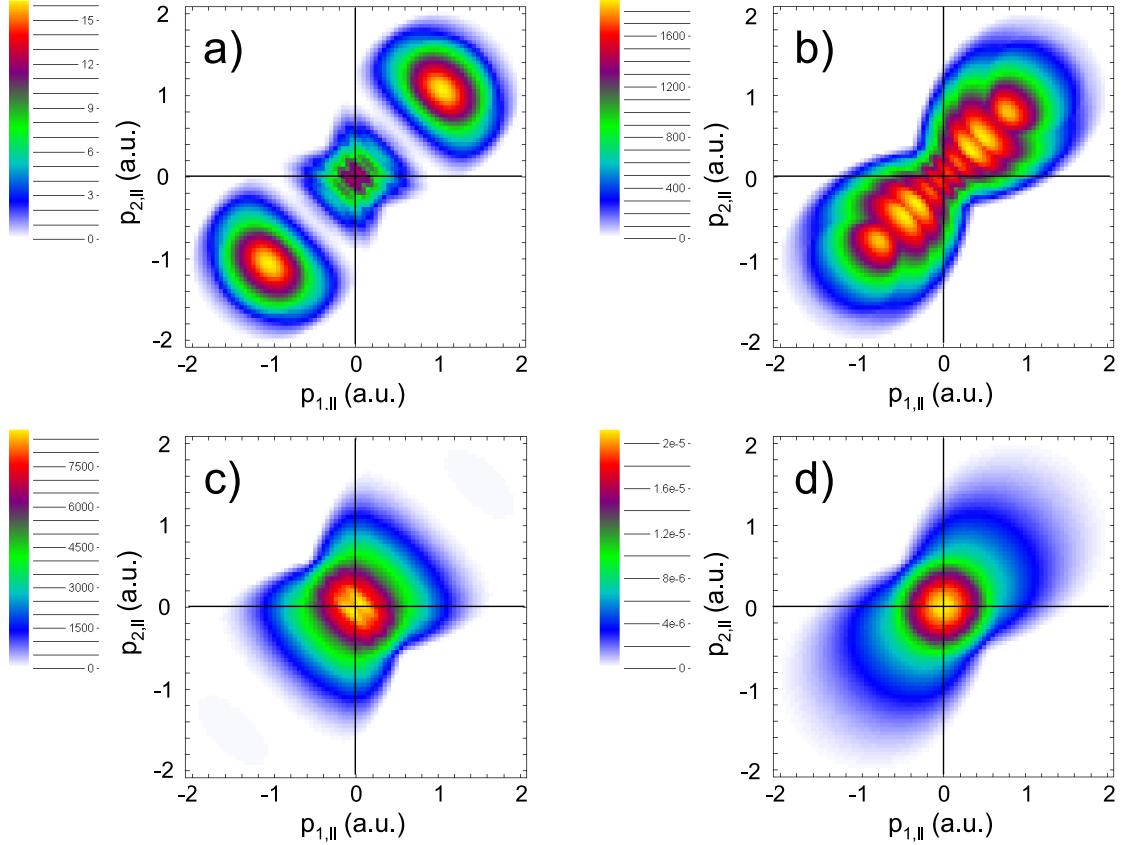 a)
15
12
9
6
3
0
2
1
0
-1
-2
-2 -1 0 1 2
p2,II (a.u.)
p1,II (a.u.)
b)
1600
1200
800
400
0
2
1
0
-1
-2
-2 -1 0 1 2
p2,II (a.u.)
p1,II (a.u.)
c)
7500
6000
4500
3000
1500
0
2
1
0
-1
-2
-2 -1 0 1 2
p2,II (a.u.)
p1,II (a.u.)
d)
2e-5
1.6e-5
1.2e-5
8e-6
4e-6
0
2
1
0
-1
-2
-2 -1 0 1 2
p2,II (a.u.)
p1,II (a.u.)